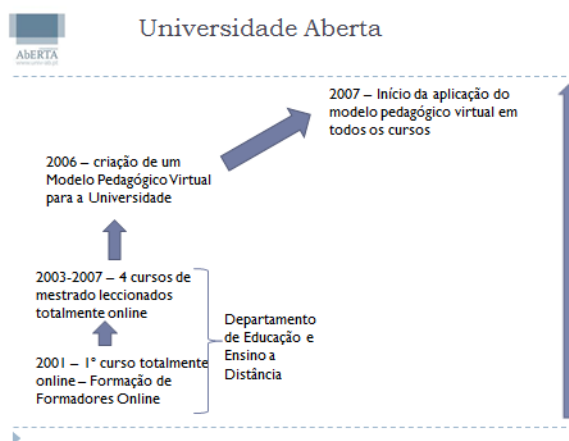 Universidade Aberta
AbERTA
2007 – Início da aplicação do
modelo pedagógico virtual em
todos os cursos
2006 – criação de um
Modelo Pedagógico Virtual
para a Universidade
2003-2007 – 4 cursos de
mestrado leccionados
totalmente online
Departamento
de Educação e
Ensino a
Distância
2001 – 1º curso totalmente
online – Formação de
Formadores Online